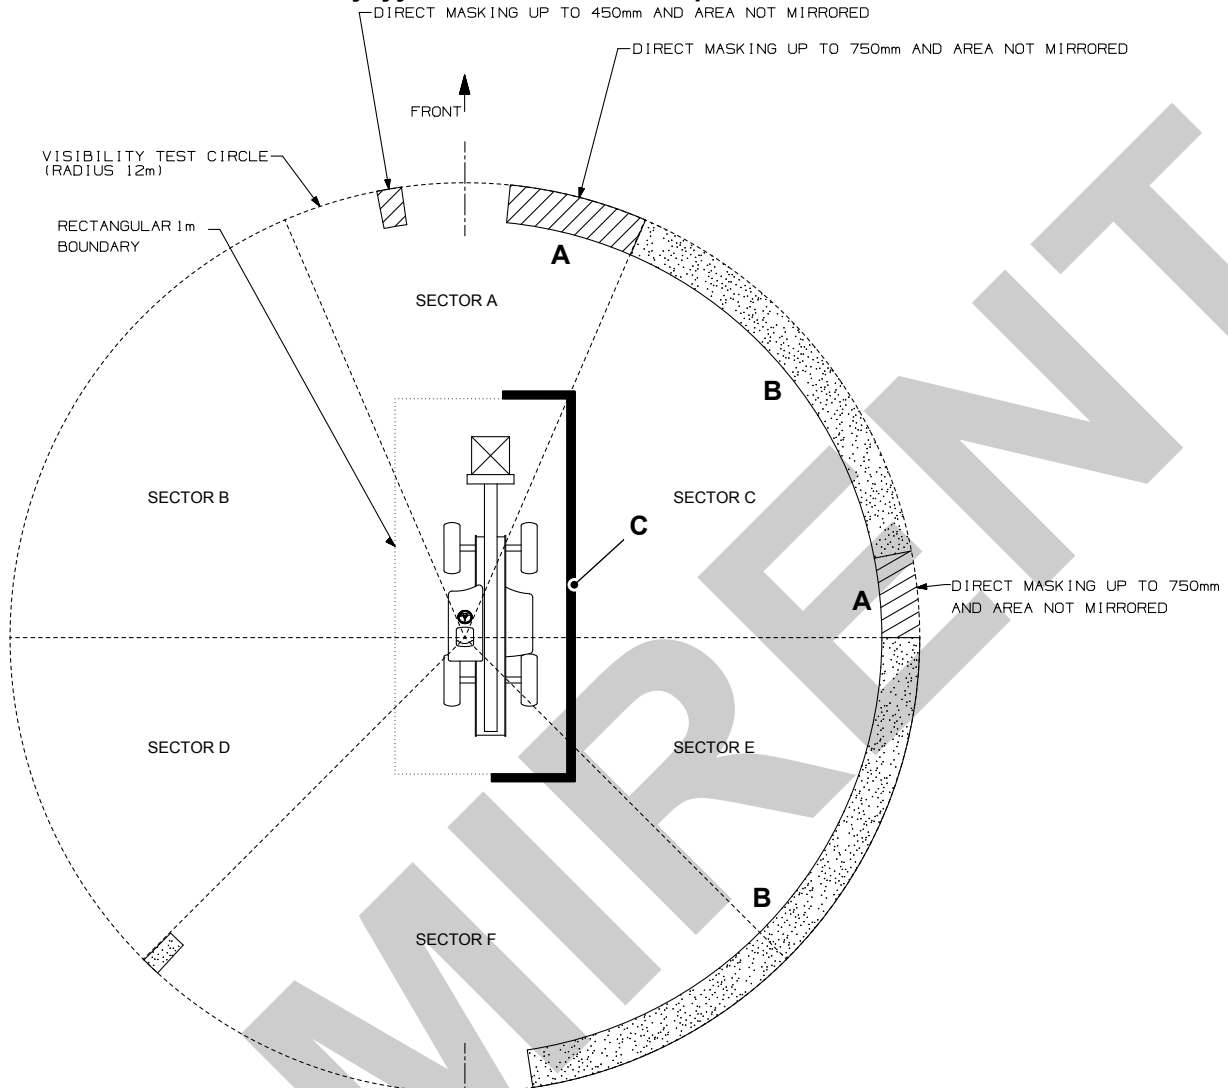 DIRECT MASKING UP TO 450mm AND AREA NOT MIRRORED
DIRECT MASKING UP TO 750mm AND AREA NOT MIRRORED
FRONT
VISIBILITY TEST CIRCLE
(RADIUS 12m)
RECTANGULAR 1m
BOUNDARY
A
SECTOR A
B
SECTOR B
SECTOR C
C
DIRECT MASKING UP TO 750mm
AND AREA NOT MIRRORED
A
SECTOR D
SECTOR E
B
SECTOR F
MIRENT